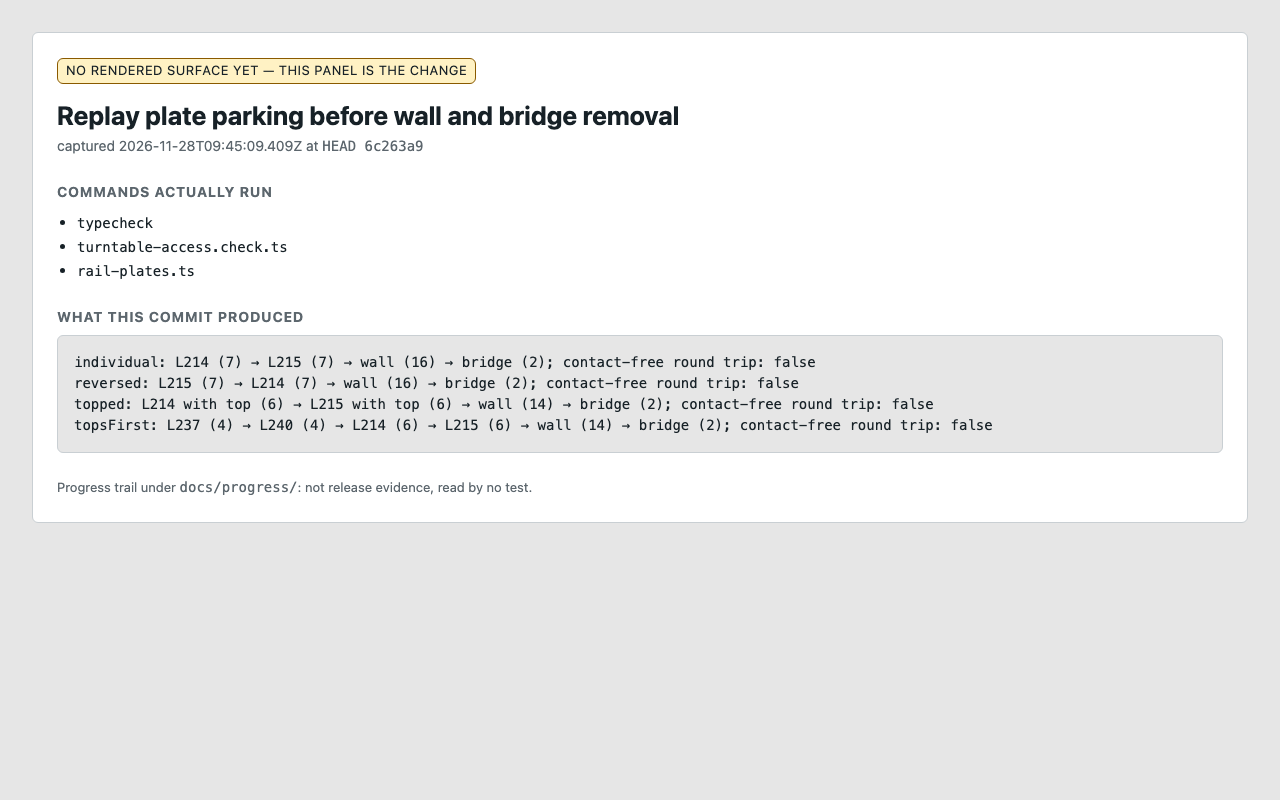 NO RENDERED SURFACE YET — THIS PANEL IS THE CHANGE
Replay plate parking before wall and bridge removal
captured 2026-11-28T09:45:09.409Z at HEAD 6c263a9
COMMANDS ACTUALLY RUN
• typecheck
• turntable-access.check.ts
• rail-plates.ts
WHAT THIS COMMIT PRODUCED
individual: L214 (7) → L215 (7) → wall (16) → bridge (2); contact-free round trip: false
reversed: L215 (7) → L214 (7) → wall (16) → bridge (2); contact-free round trip: false
topped: L214 with top (6) → L215 with top (6) → wall (14) → bridge (2); contact-free round trip: false
topsFirst: L237 (4) → L240 (4) → L214 (6) → L215 (6) → wall (14) → bridge (2); contact-free round trip: false
Progress trail under docs/progress/: not release evidence, read by no test.